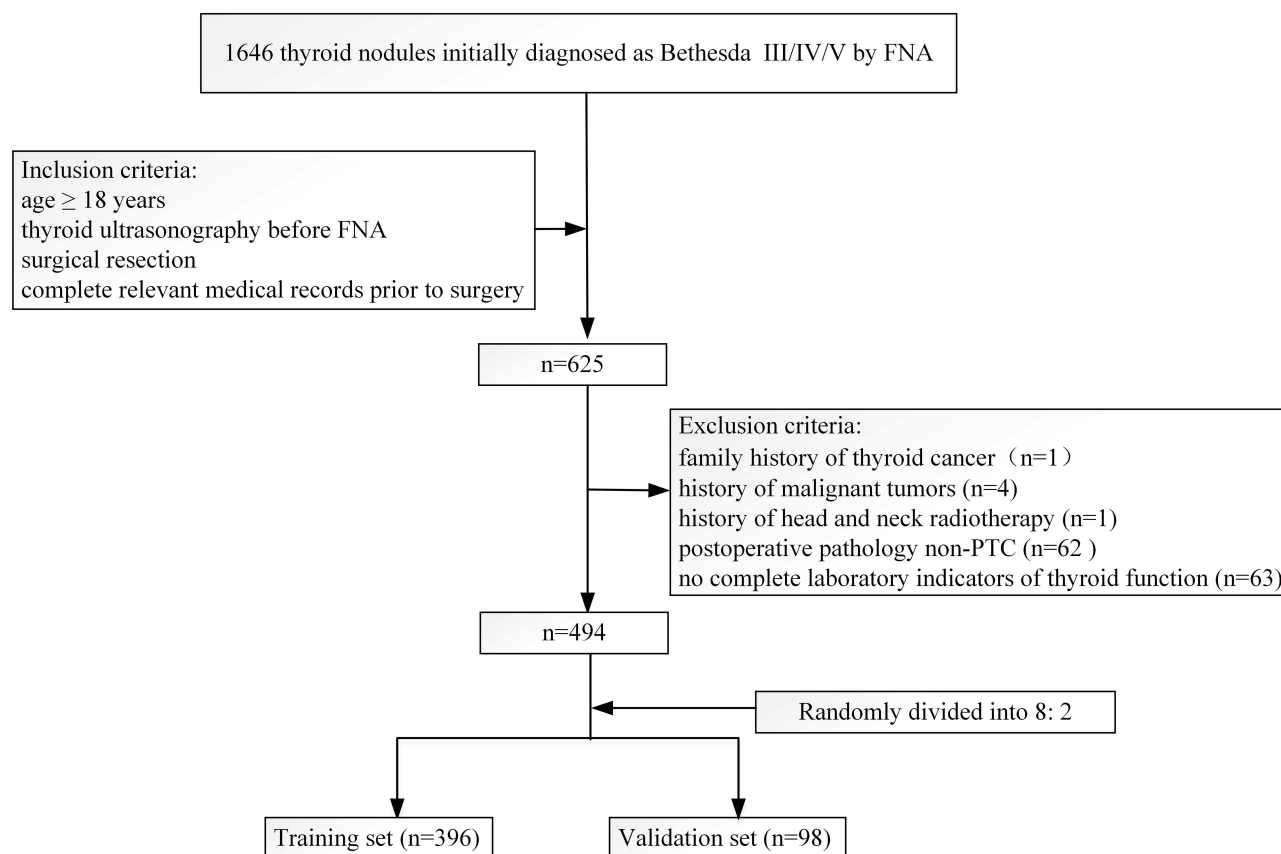 1646 thyroid nodules initially diagnosed as Bethesda  III/IV/V by FNA
Inclusion criteria:
age ≥ 18 years
thyroid ultrasonography before FNA
surgical resection
complete relevant medical records prior to surgery
n=625
Exclusion criteria:
family history of thyroid cancer（n=1）
history of malignant tumors (n=4)
history of head and neck radiotherapy (n=1)
postoperative pathology non-PTC (n=62 )
no complete laboratory indicators of thyroid function (n=63)
n=494
Randomly divided into 8: 2
Training set (n=396)
Validation set (n=98)